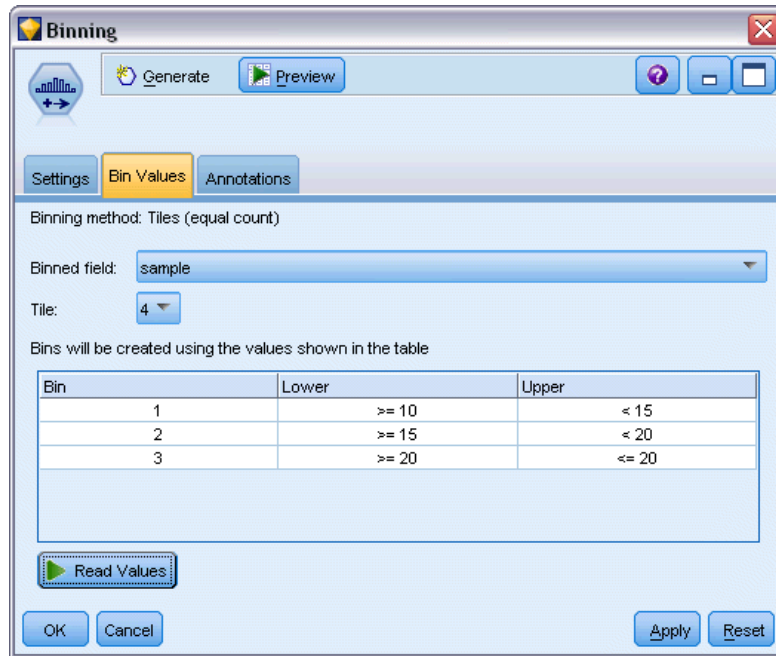 Binning
Generate Preview
Settings Bin Values Annotations
Binning method: Tiles (equal count)
Binned field: sample
Tile: 4
Bins will be created using the values shown in the table
Bin Lower Upper
1 >= 10 < 15
2 >= 15 < 20
3 >= 20 <= 20
Read Values
OK Cancel Apply Reset